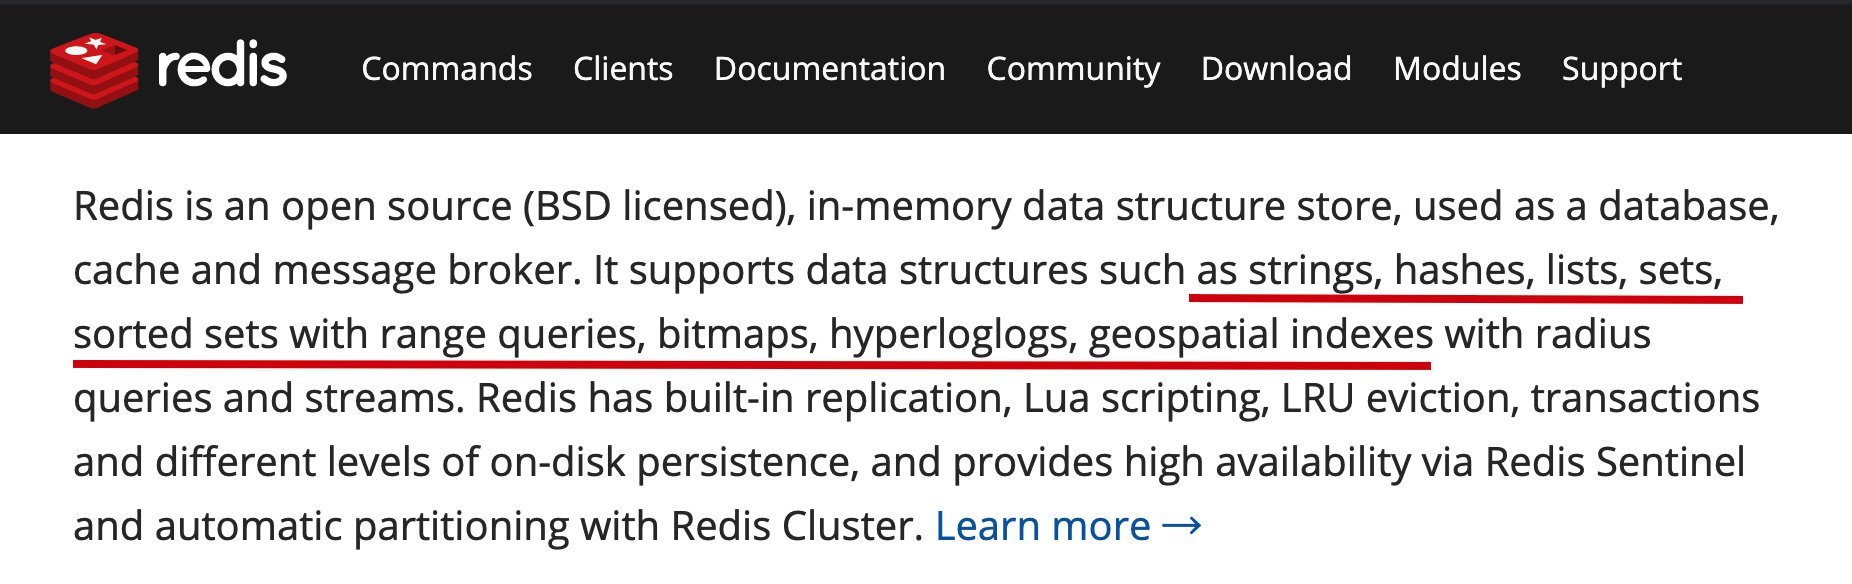 redis Commands Clients Documentation Community Download Modules Support
Redis is an open source (BSD licensed), in-memory data structure store, used as a database,
cache and message broker. It supports data structures such as strings, hashes, lists, sets,
sorted sets with range queries, bitmaps, hyperloglogs, geospatial indexes with radius
queries and streams. Redis has built-in replication, Lua scripting, LRU eviction, transactions
and different levels of on-disk persistence, and provides high availability via Redis Sentinel
and automatic partitioning with Redis Cluster. Learn more →